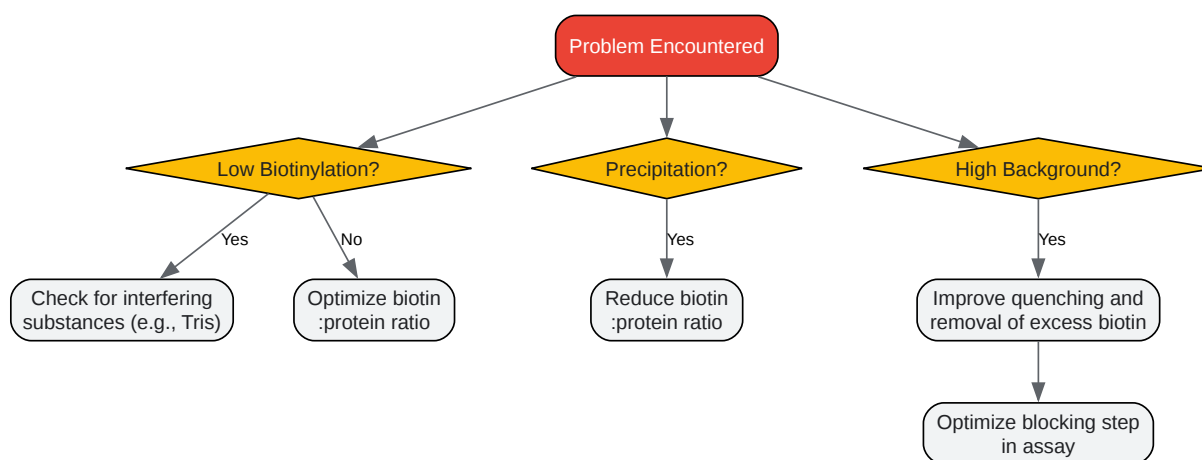 Problem Encountered
Low Biotinylation?
Precipitation?
High Background?
Yes
No
Yes
Yes
Check for interfering
substances (e.g., Tris)
Optimize biotin
:protein ratio
Reduce biotin
:protein ratio
Improve quenching and
removal of excess biotin
Optimize blocking step
in assay